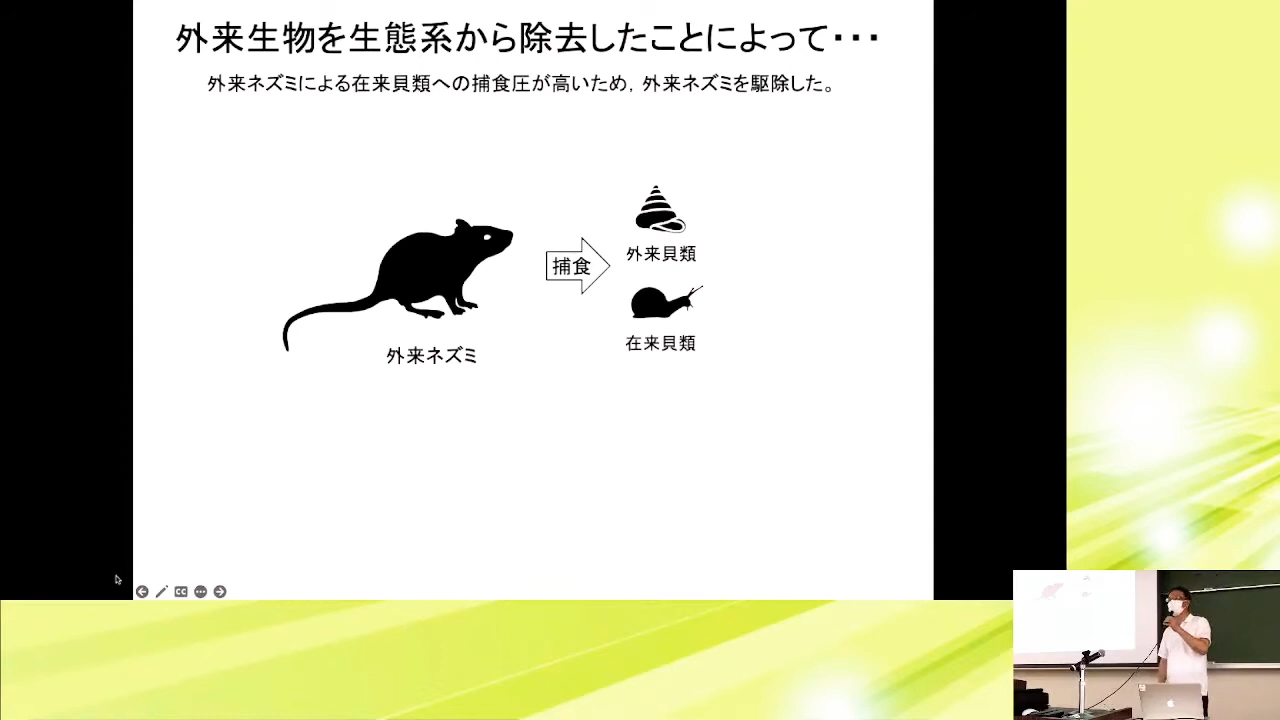 外来生物を生態系から除去したことによって・・・
外来ネズミによる在来貝類への捕食圧が高いため，外来ネズミを駆除した。
捕食
外来貝類
在来貝類
外来ネズミ
CC